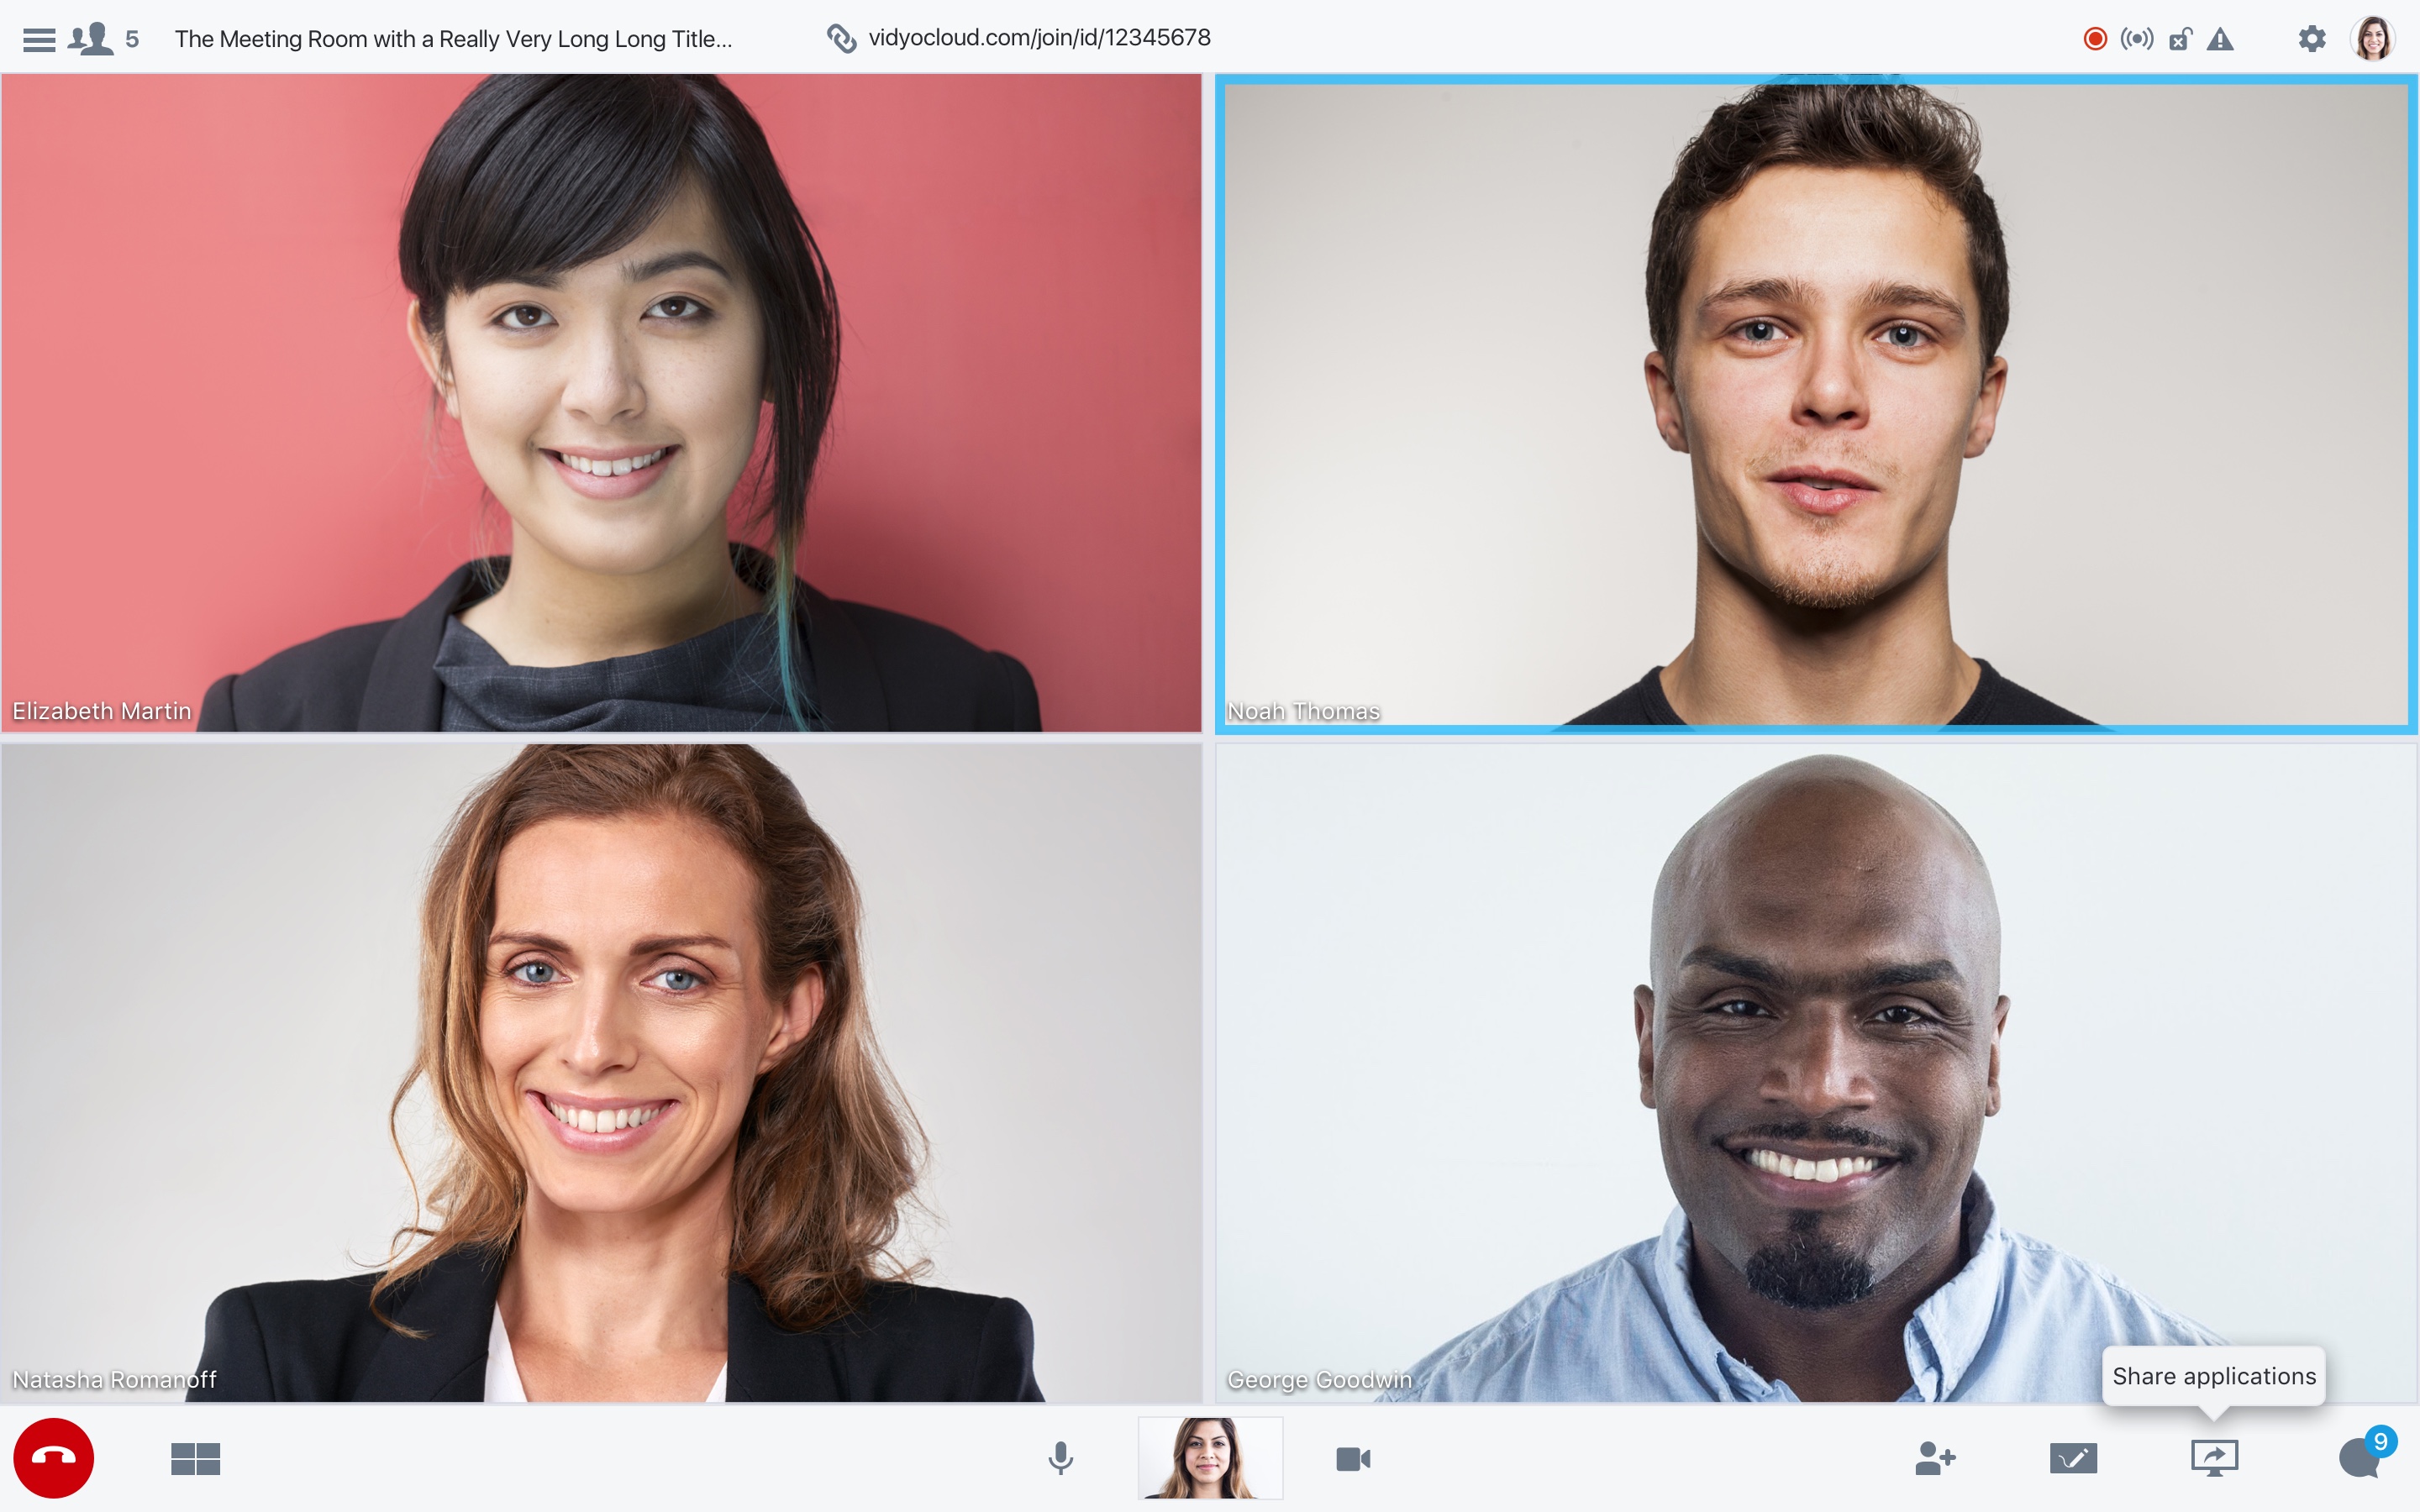 5
The Meeting Room with a Really Very Long Long Title...
vidyocloud.com/join/id/12345678
Elizabeth Martin
Noah Thomas
Natasha Romanoff
George Goodwin
Share applications
9